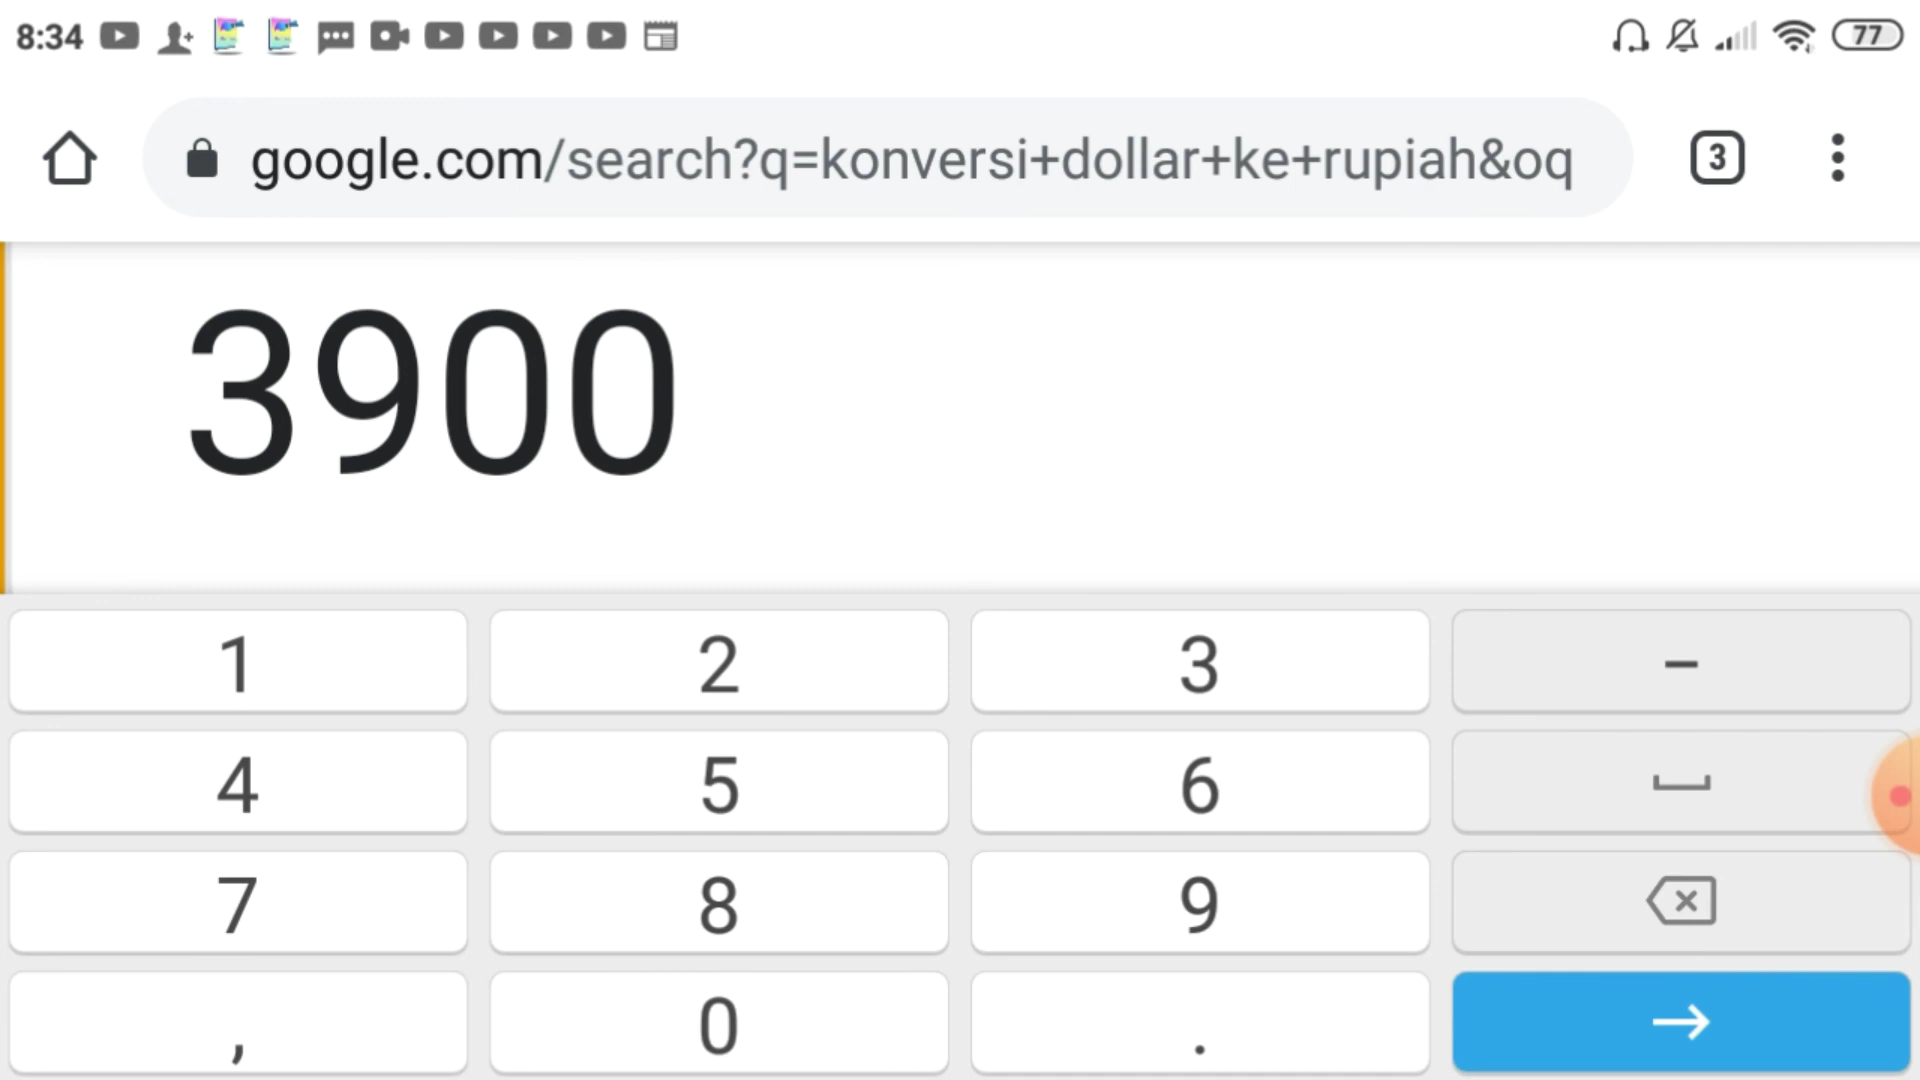 8:34 77
google.com/search?q=konversi+dollar+ke+rupiah&oq 3
3900
1 2 3 –
4 5 6
7 8 9
, 0 .